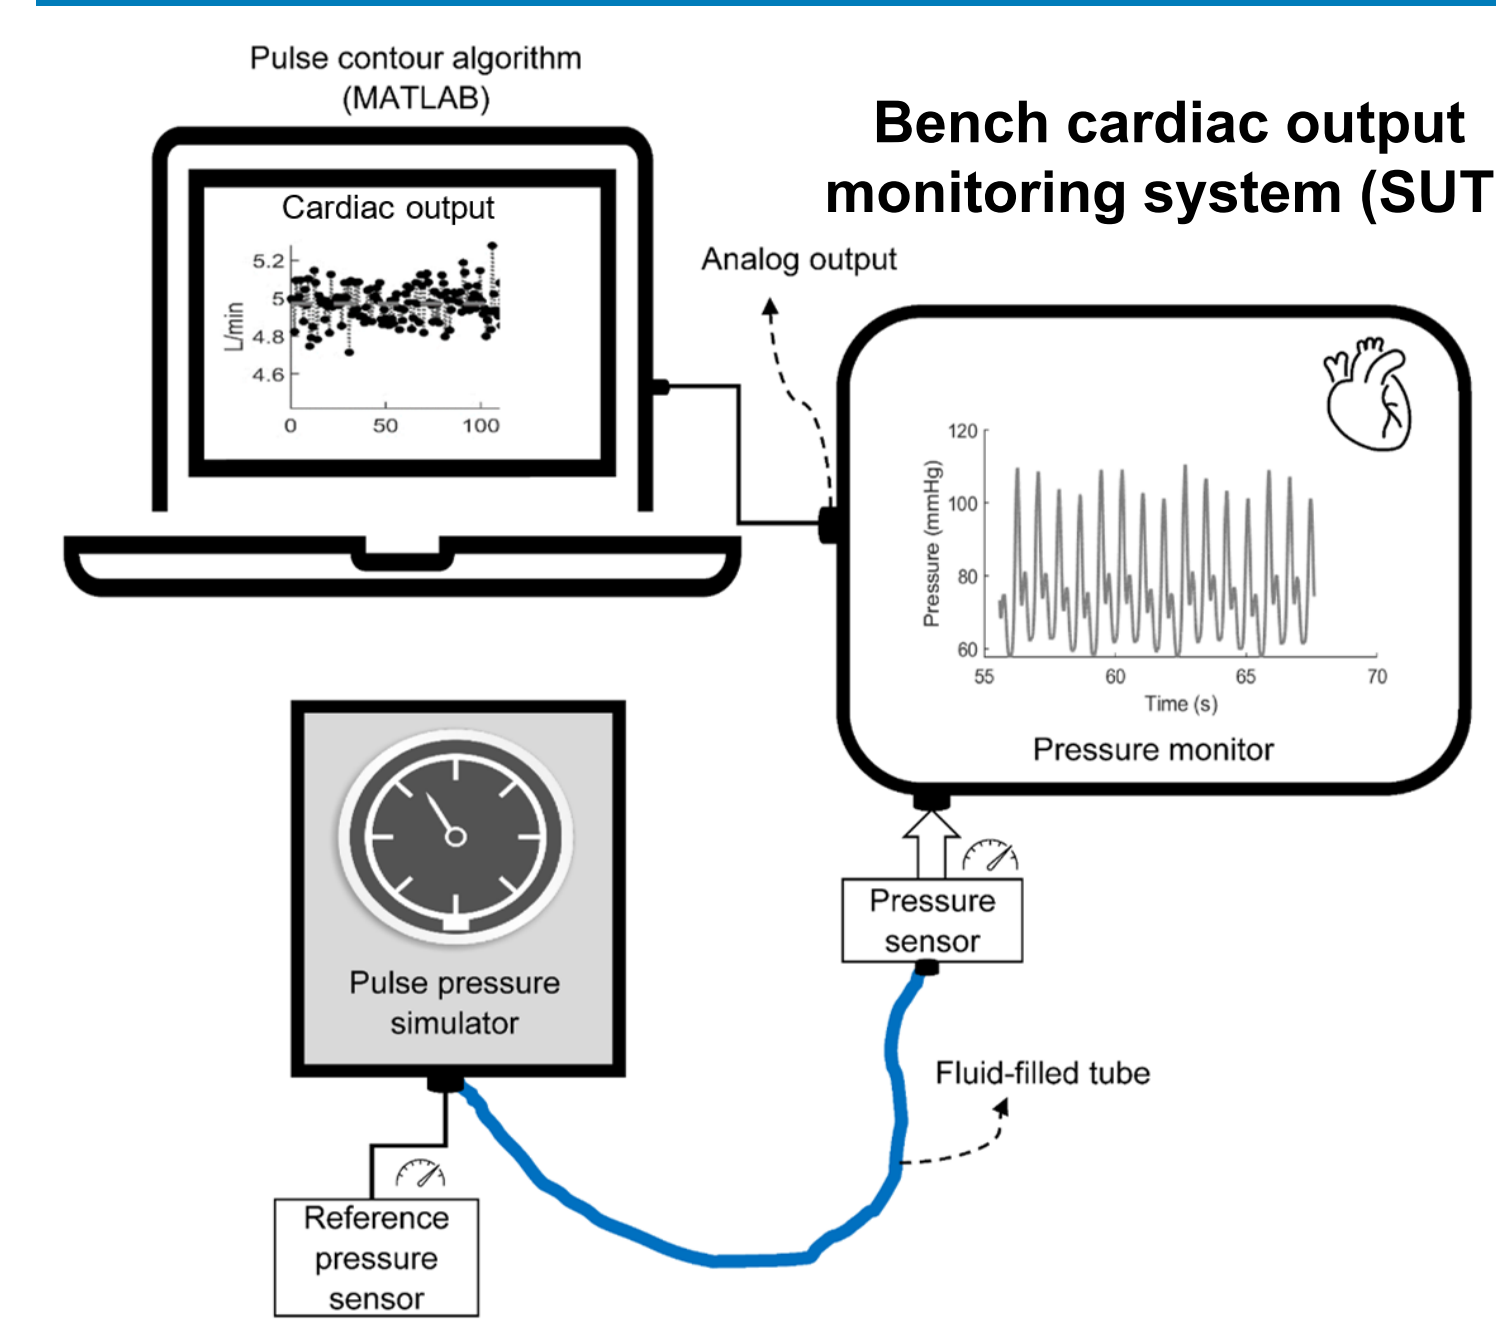 Pulse contour algorithm
(MATLAB)
Bench cardiac output
monitoring system (SUT
Cardiac output
5.2
5
4.8
4.6
L/min
0 50 100
Analog output
120
100
80
60
Pressure (mmHg)
55 60 65 70
Time (s)
Pressure monitor
Pressure
sensor
Pulse pressure
simulator
Fluid-filled tube
Reference
pressure
sensor